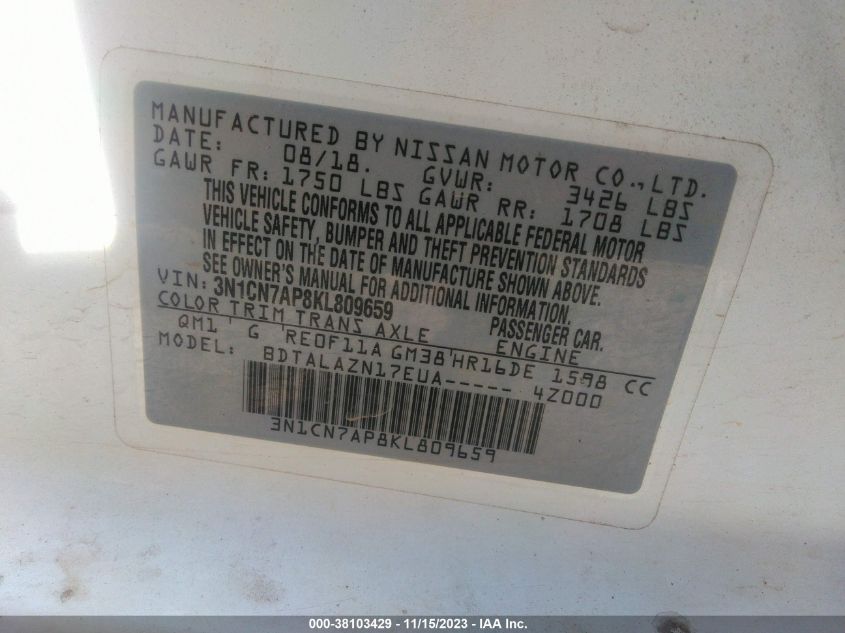 MANUFACTURED BY NISSAN MOTOR CO., LTD.
DATE: 08/18. GVWR: 3426 LBS
GAWR FR: 1750 LBS GAWR RR: 1708 LBS
THIS VEHICLE CONFORMS TO ALL APPLICABLE FEDERAL MOTOR
VEHICLE SAFETY, BUMPER AND THEFT PREVENTION STANDARDS
IN EFFECT ON THE DATE OF MANUFACTURE SHOWN ABOVE.
SEE OWNER'S MANUAL FOR ADDITIONAL INFORMATION.
VIN: 3N1CN7AP8KL809659 PASSENGER CAR.
COLOR TRIM TRANS AXLE ENGINE
QM1 ' G 'RE0F11A GM38'HR16DE 1598 CC
MODEL: BDTALAZN17EUA----- 4Z000
3N1CN7AP8KL809659
000-38103429 - 11/15/2023 - IAA Inc.